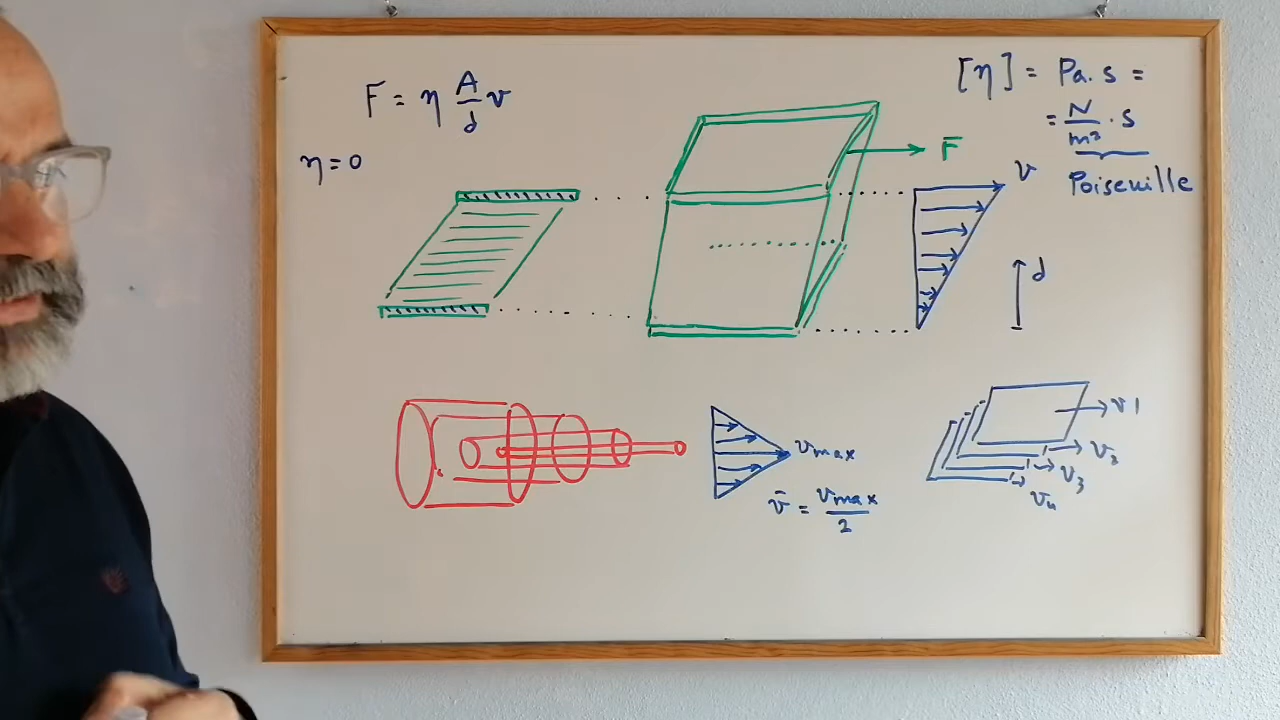 F = η A/d v
η = 0
[η] = Pa.s =
= N/m² · s
Poiseuille
F
v
d
vmax
v̄ = vmax/2
v1
v2
v3
v4